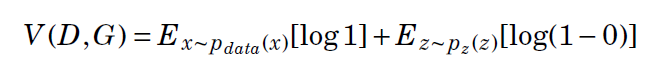 V(D,G) = E_{x~p_{data}(x)}[log 1] + E_{z~p_z(z)}[log(1 − 0)]